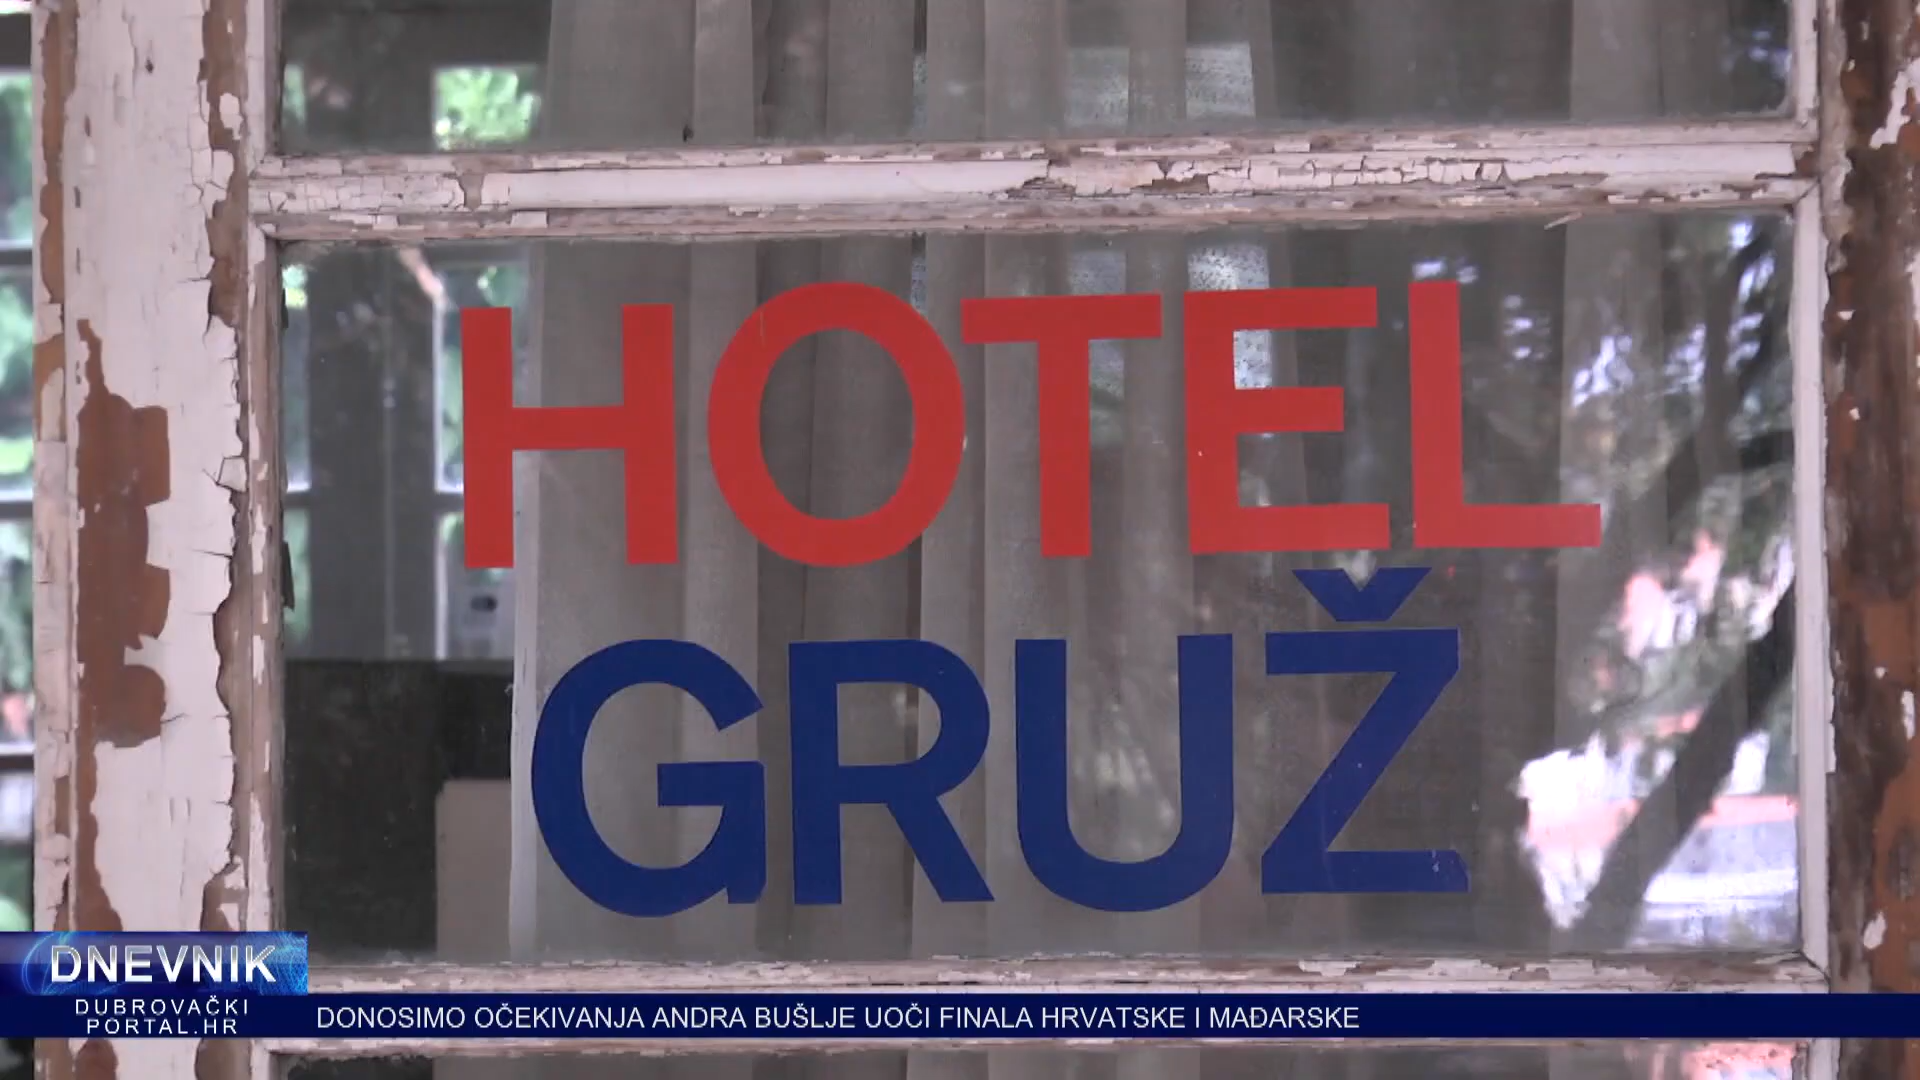 HOTEL
GRUŽ
DNEVNIK
DUBROVAČKI
PORTAL.HR
DONOSIMO OČEKIVANJA ANDRA BUŠLJE UOČI FINALA HRVATSKE I MAĐARSKE